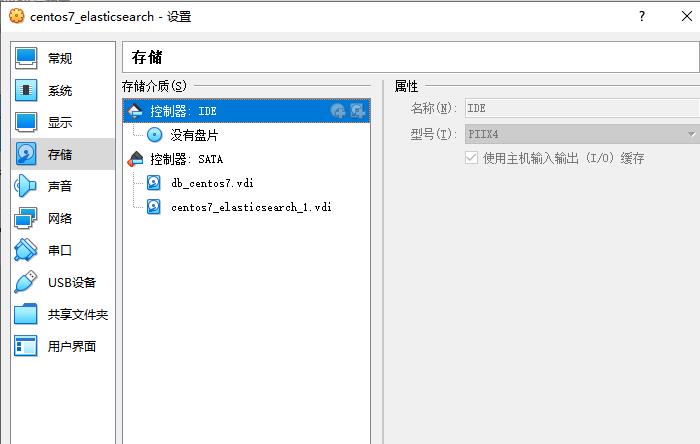 centos7_elasticsearch - 设置
常规
系统
显示
存储
声音
网络
串口
USB设备
共享文件夹
用户界面
存储
存储介质(S)
控制器: IDE
没有盘片
控制器: SATA
db_centos7.vdi
centos7_elasticsearch_1.vdi
属性
名称(N): IDE
型号(T): PIIX4
使用主机输入输出 (I/O) 缓存